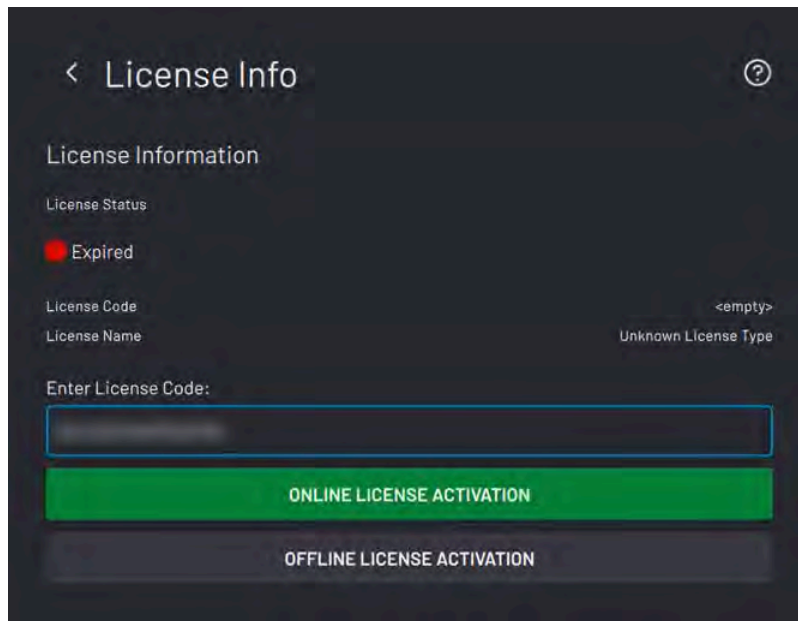 License Info
License Information
License Status
Expired
License Code <empty>
License Name Unknown License Type
Enter License Code:
ONLINE LICENSE ACTIVATION
OFFLINE LICENSE ACTIVATION